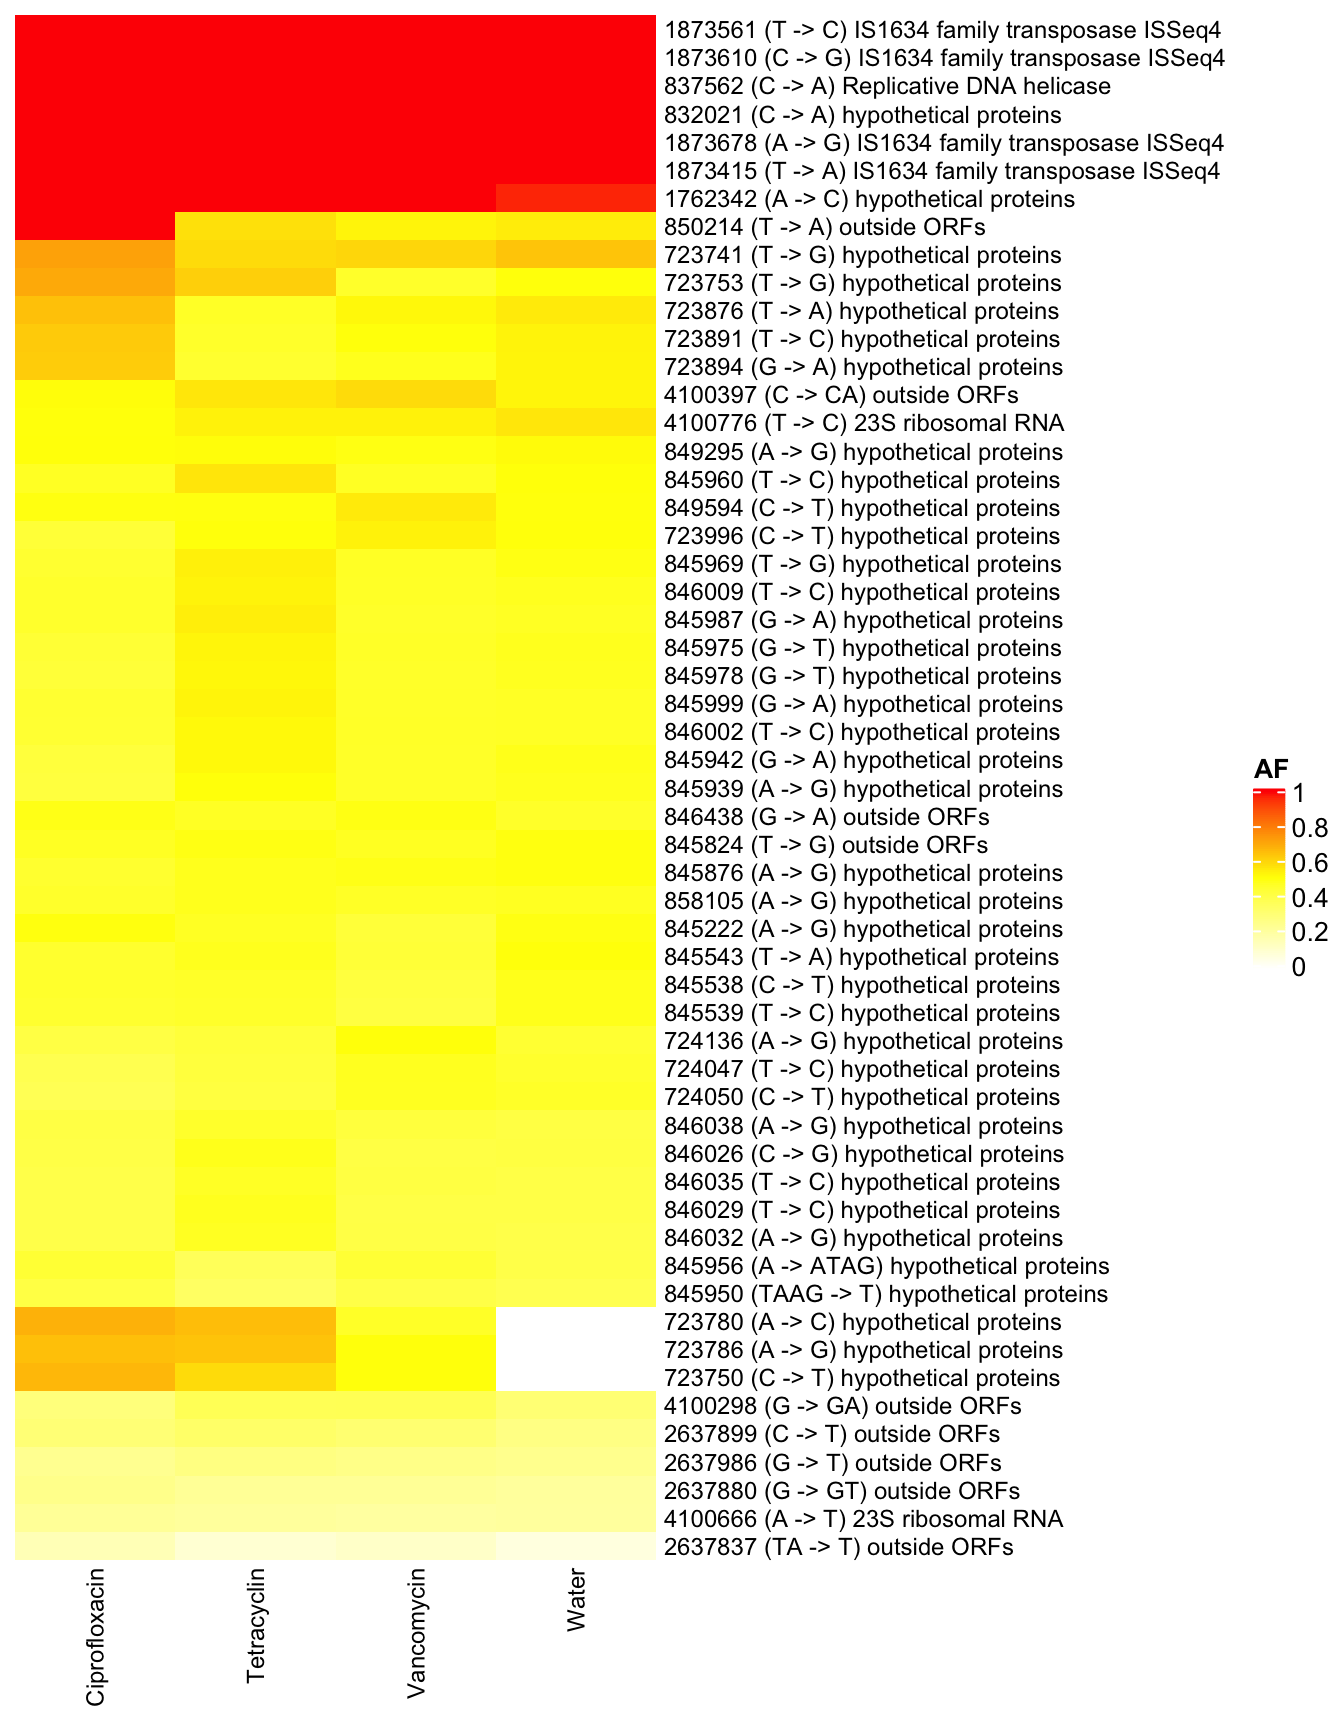 1873561 (T -> C) IS1634 family transposase ISSeq4
1873610 (C -> G) IS1634 family transposase ISSeq4
837562 (C -> A) Replicative DNA helicase
832021 (C -> A) hypothetical proteins
1873678 (A -> G) IS1634 family transposase ISSeq4
1873415 (T -> A) IS1634 family transposase ISSeq4
1762342 (A -> C) hypothetical proteins
850214 (T -> A) outside ORFs
723741 (T -> G) hypothetical proteins
723753 (T -> G) hypothetical proteins
723876 (T -> A) hypothetical proteins
723891 (T -> C) hypothetical proteins
723894 (G -> A) hypothetical proteins
4100397 (C -> CA) outside ORFs
4100776 (T -> C) 23S ribosomal RNA
849295 (A -> G) hypothetical proteins
845960 (T -> C) hypothetical proteins
849594 (C -> T) hypothetical proteins
723996 (C -> T) hypothetical proteins
845969 (T -> G) hypothetical proteins
846009 (T -> C) hypothetical proteins
845987 (G -> A) hypothetical proteins
845975 (G -> T) hypothetical proteins
845978 (G -> T) hypothetical proteins
845999 (G -> A) hypothetical proteins
846002 (T -> C) hypothetical proteins
845942 (G -> A) hypothetical proteins
845939 (A -> G) hypothetical proteins
846438 (G -> A) outside ORFs
845824 (T -> G) outside ORFs
845876 (A -> G) hypothetical proteins
858105 (A -> G) hypothetical proteins
845222 (A -> G) hypothetical proteins
845543 (T -> A) hypothetical proteins
845538 (C -> T) hypothetical proteins
845539 (T -> C) hypothetical proteins
724136 (A -> G) hypothetical proteins
724047 (T -> C) hypothetical proteins
724050 (C -> T) hypothetical proteins
846038 (A -> G) hypothetical proteins
846026 (C -> G) hypothetical proteins
846035 (T -> C) hypothetical proteins
846029 (T -> C) hypothetical proteins
846032 (A -> G) hypothetical proteins
845956 (A -> ATAG) hypothetical proteins
845950 (TAAG -> T) hypothetical proteins
723780 (A -> C) hypothetical proteins
723786 (A -> G) hypothetical proteins
723750 (C -> T) hypothetical proteins
4100298 (G -> GA) outside ORFs
2637899 (C -> T) outside ORFs
2637986 (G -> T) outside ORFs
2637880 (G -> GT) outside ORFs
4100666 (A -> T) 23S ribosomal RNA
2637837 (TA -> T) outside ORFs
Ciprofloxacin
Tetracyclin
Vancomycin
Water
AF
1
0.8
0.6
0.4
0.2
0